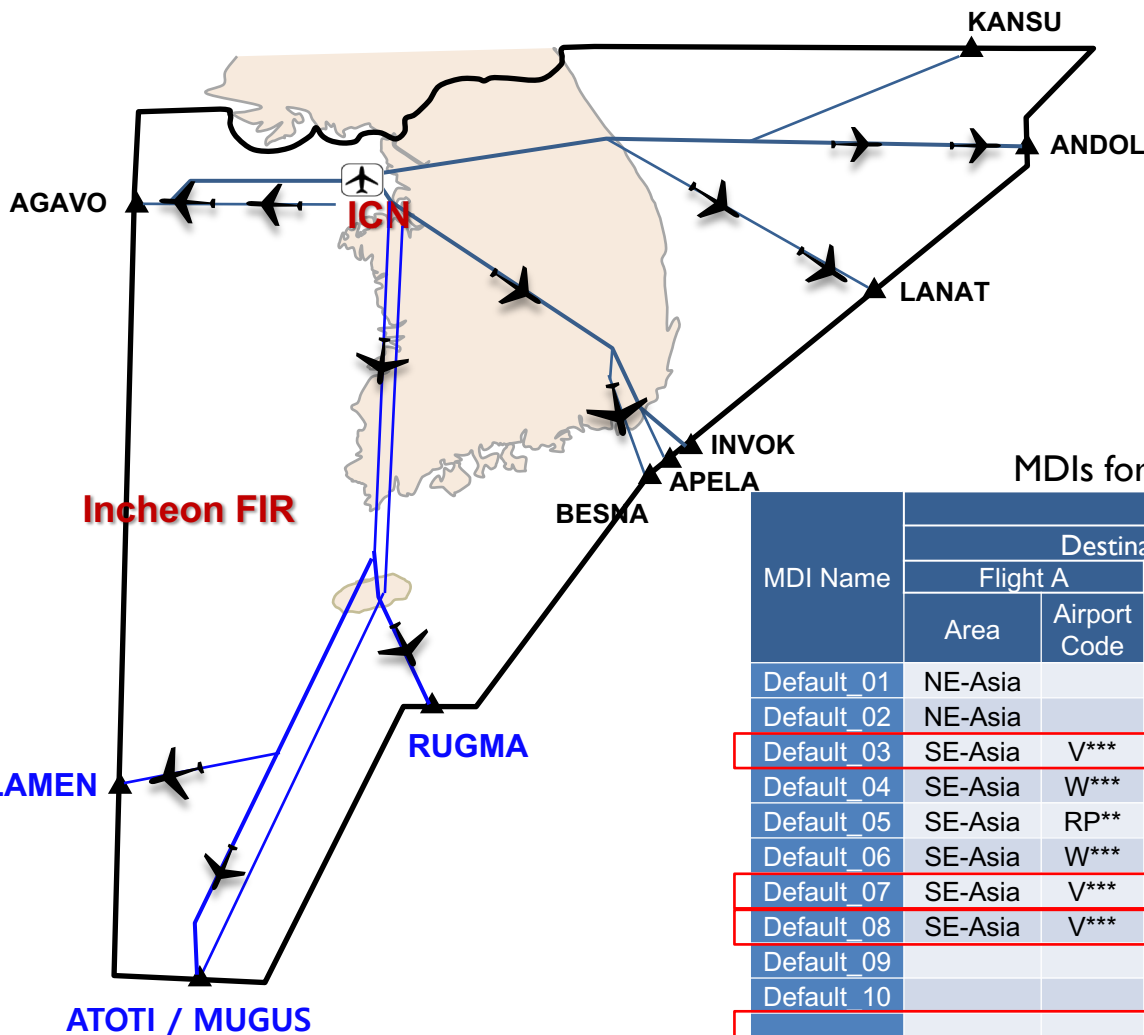 KANSU
ANDOL
AGAVO
ICN
LANAT
INVOK
APELA
BESNA
Incheon FIR
RUGMA
LAMEN
ATOTI / MUGUS
MDIs for
MDI Name
Destina
Flight A
Area
Airport
Code
Default_01 NE-Asia
Default_02 NE-Asia
Default_03 SE-Asia V***
Default_04 SE-Asia W***
Default_05 SE-Asia RP**
Default_06 SE-Asia W***
Default_07 SE-Asia V***
Default_08 SE-Asia V***
Default_09
Default_10